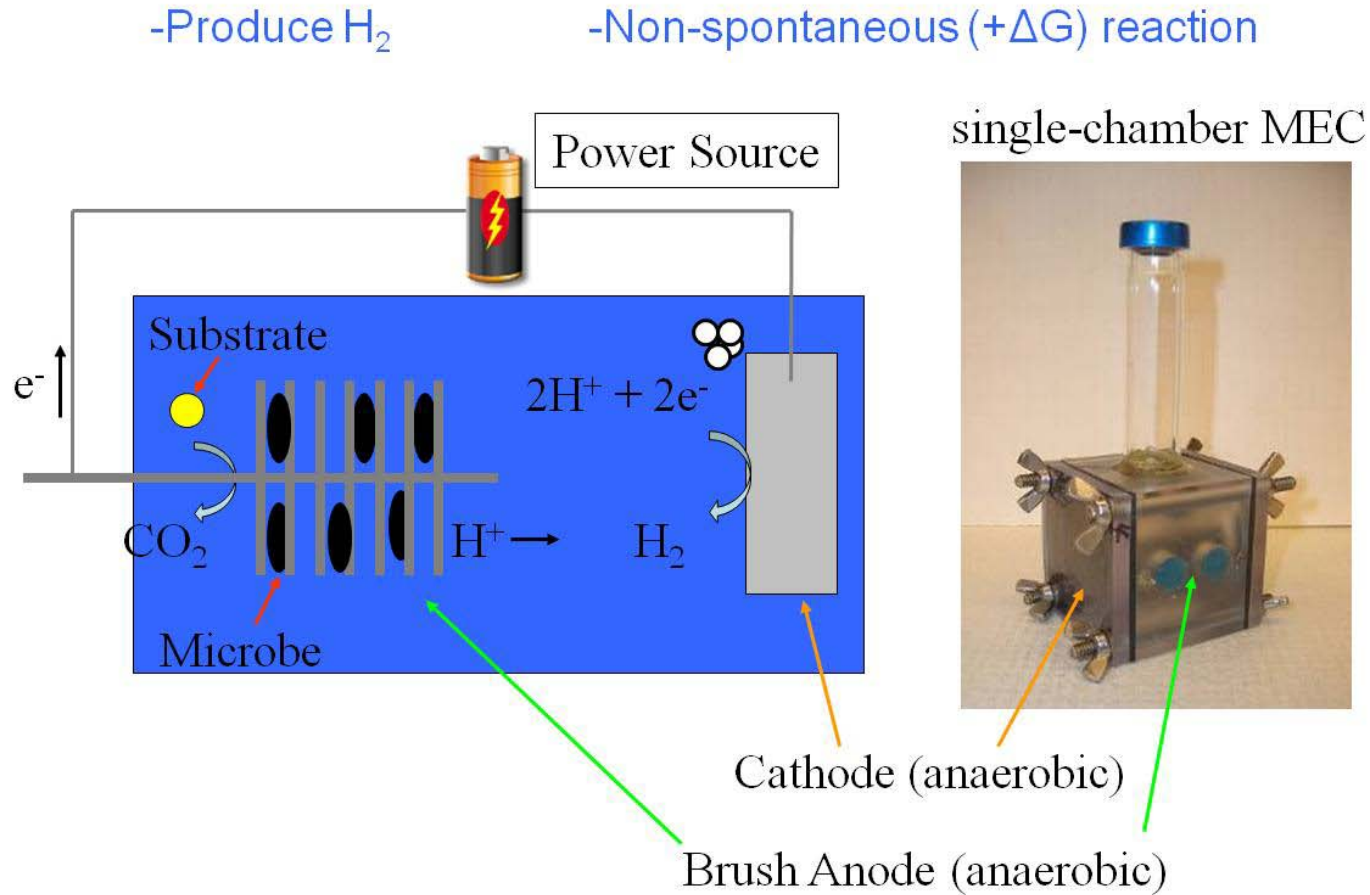 -Produce H₂
-Non-spontaneous (+ΔG) reaction
Power Source
single-chamber MEC
Substrate
e⁻
2H⁺ + 2e⁻
CO₂
H⁺
H₂
Microbe
Cathode (anaerobic)
Brush Anode (anaerobic)